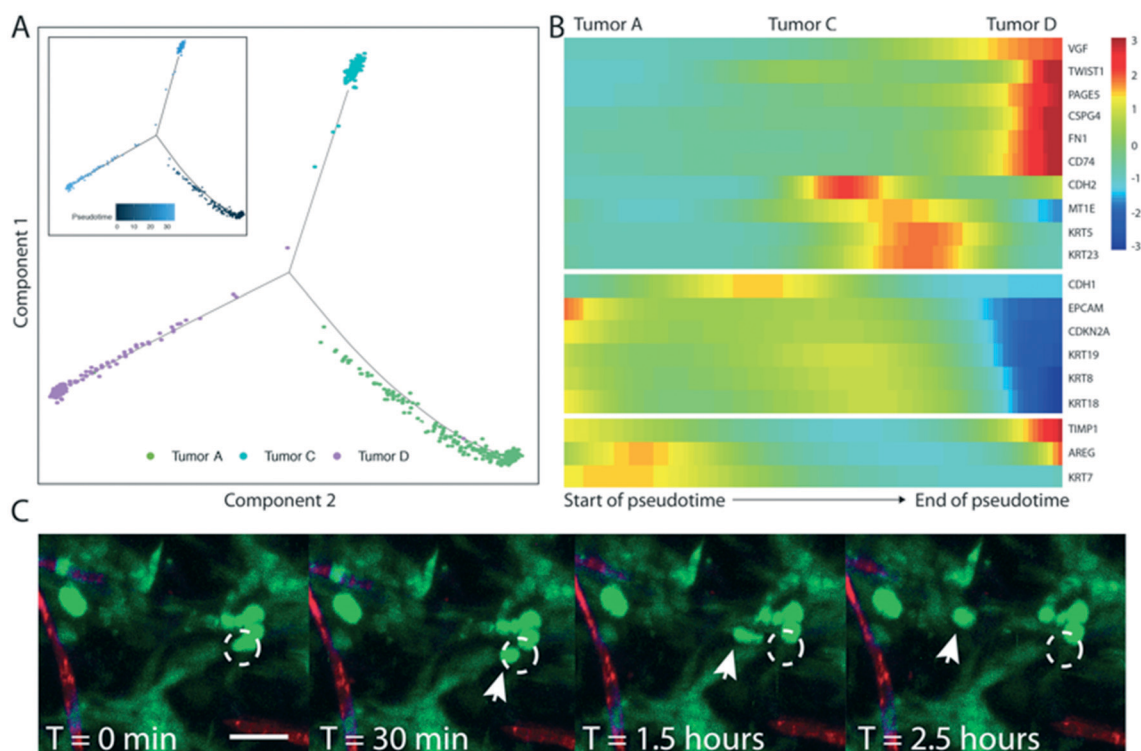 A
Pseudotime
0 10 20 30
Component 1
Tumor A Tumor C Tumor D
Component 2
B
Tumor A Tumor C Tumor D
VGF
TWIST1
PAGE5
CSPG4
FN1
CD74
CDH2
MT1E
KRT5
KRT23
CDH1
EPCAM
CDKN2A
KRT19
KRT8
KRT18
TIMP1
AREG
KRT7
3
2
1
0
-1
-2
-3
Start of pseudotime End of pseudotime
C
T = 0 min
T = 30 min
T = 1.5 hours
T = 2.5 hours